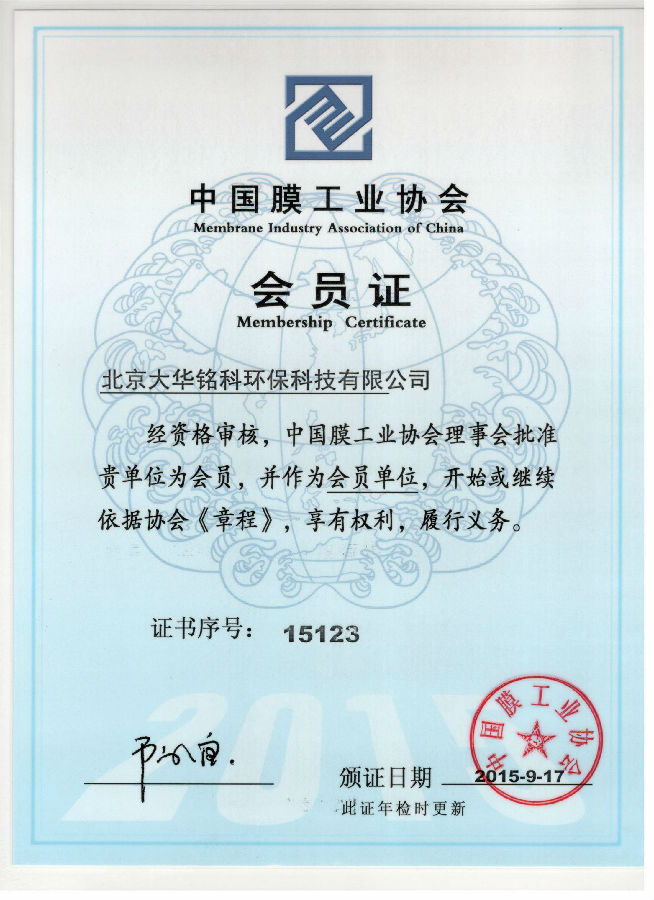 中国膜工业协会
Membrane Industry Association of China
会员证
Membership Certificate
北京大华铭科环保科技有限公司
经资格审核，中国膜工业协会理事会批准
贵单位为会员，并作为会员单位，开始或继续
依据协会《章程》，享有权利，履行义务。
证书序号： 15123
2015
中国膜工业协会
颁证日期 2015-9-17
此证年检时更新